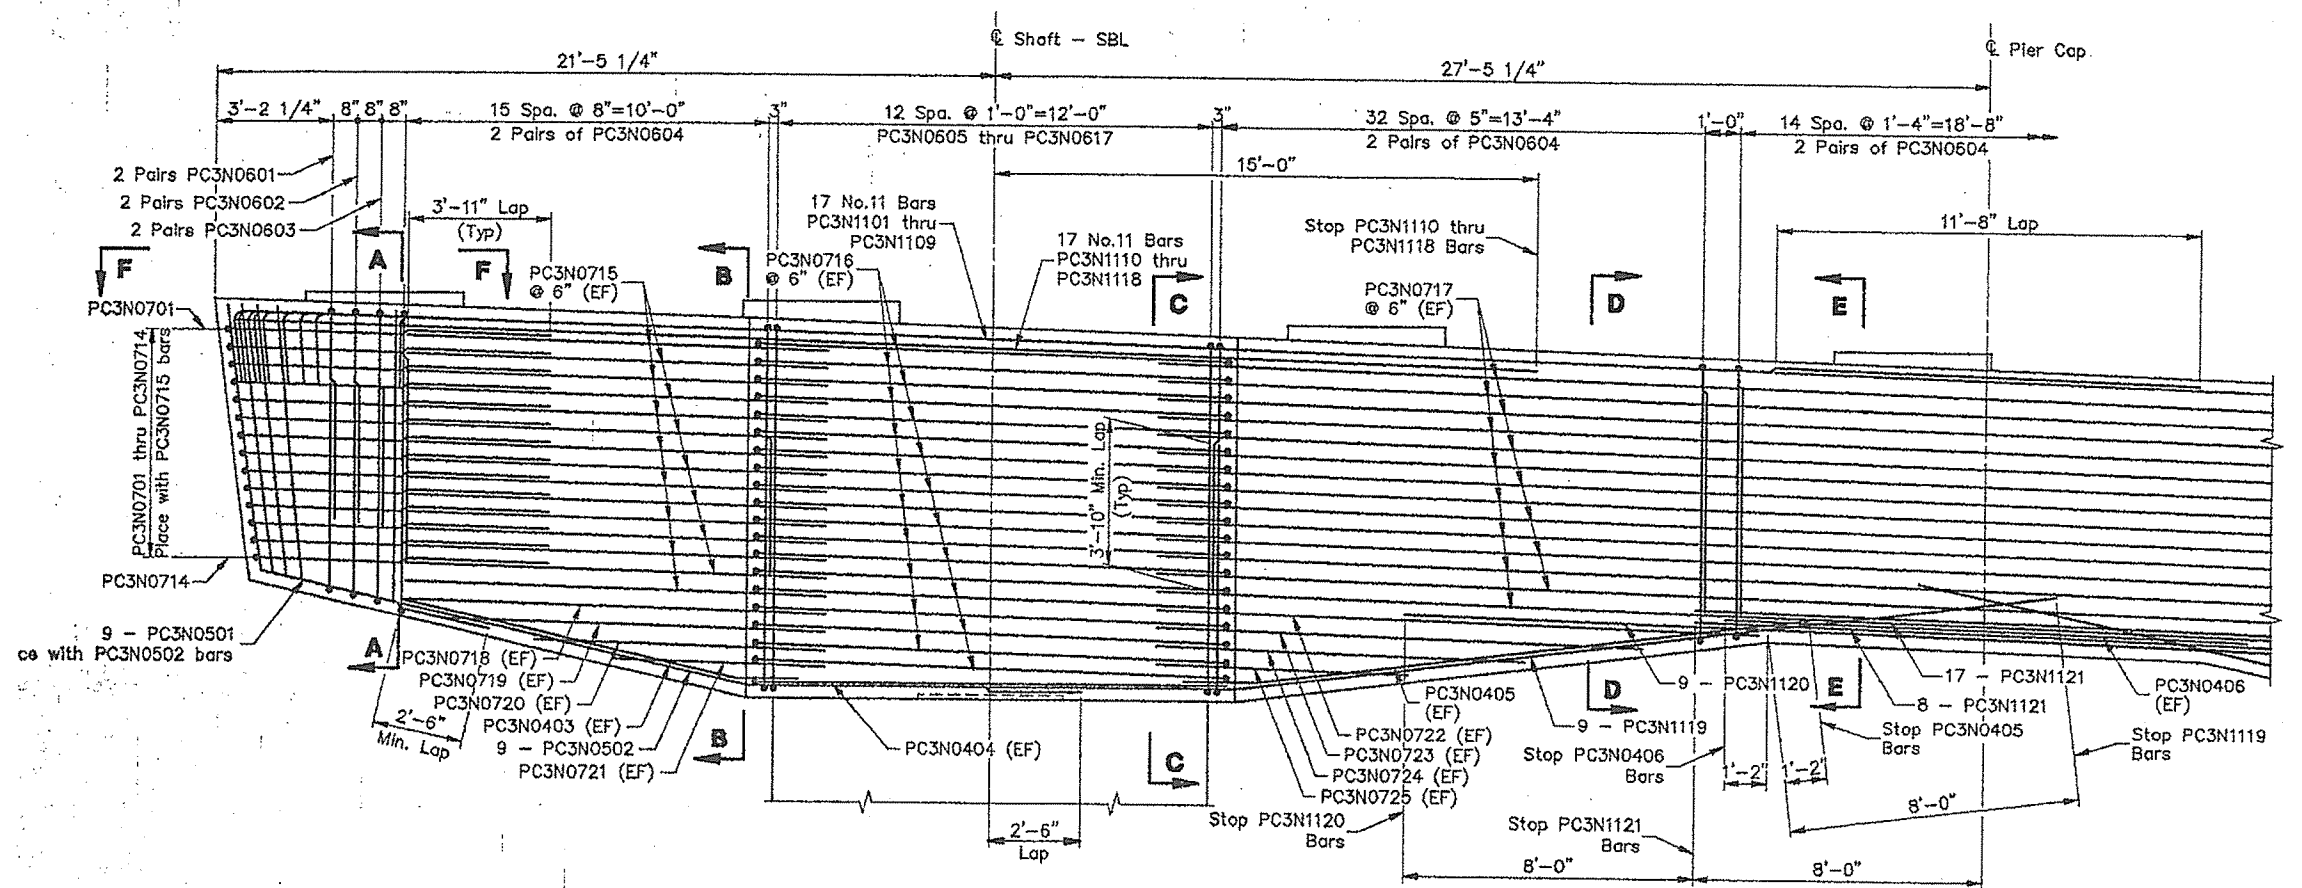 ℄ Shaft – SBL
℄ Pier Cap
21'-5 1/4"
27'-5 1/4"
3'-2 1/4"
8"
8"
8"
15 Spa. @ 8"=10'-0"
2 Pairs of PC3N0604
3"
12 Spa. @ 1'-0"=12'-0"
PC3N0605 thru PC3N0617
3"
32 Spa. @ 5"=13'-4"
2 Pairs of PC3N0604
1'-0"
14 Spa. @ 1'-4"=18'-8"
2 Pairs of PC3N0604
15'-0"
2 Pairs PC3N0601
2 Pairs PC3N0602
2 Pairs PC3N0603
3'-11" Lap
(Typ)
17 No.11 Bars
PC3N1101 thru
PC3N1109
17 No.11 Bars
PC3N1110 thru
PC3N1118
Stop PC3N1110 thru
PC3N1118 Bars
11'-8" Lap
F
A
F
B
C
D
E
PC3N0715
@ 6" (EF)
PC3N0716
@ 6" (EF)
PC3N0717
@ 6" (EF)
PC3N0701
PC3N0701 thru PC3N0714
Place with PC3N0715 bars
3'-10" Min. Lap
(Typ)
PC3N0714
9 – PC3N0501
ce with PC3N0502 bars
A
2'-6"
Min. Lap
PC3N0718 (EF)
PC3N0719 (EF)
PC3N0720 (EF)
PC3N0403 (EF)
9 – PC3N0502
PC3N0721 (EF)
B
PC3N0404 (EF)
C
2'-6"
Lap
PC3N0405
(EF)
PC3N0722 (EF)
PC3N0723 (EF)
PC3N0724 (EF)
PC3N0725 (EF)
9 – PC3N1120
9 – PC3N1119
D
E
17 – PC3N1121
8 – PC3N1121
PC3N0406
(EF)
Stop PC3N0405
Bars
Stop PC3N1119
Bars
Stop PC3N0406
Bars
1'-2"
1'-2"
8'-0"
Stop PC3N1120
Bars
Stop PC3N1121
Bars
8'-0"
8'-0"